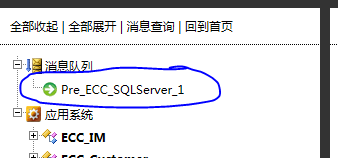 全部收起 | 全部展开 | 消息查询 | 回到首页
消息队列
Pre_ECC_SQLServer_1
应用系统
ECC_IM
ECC_Customer